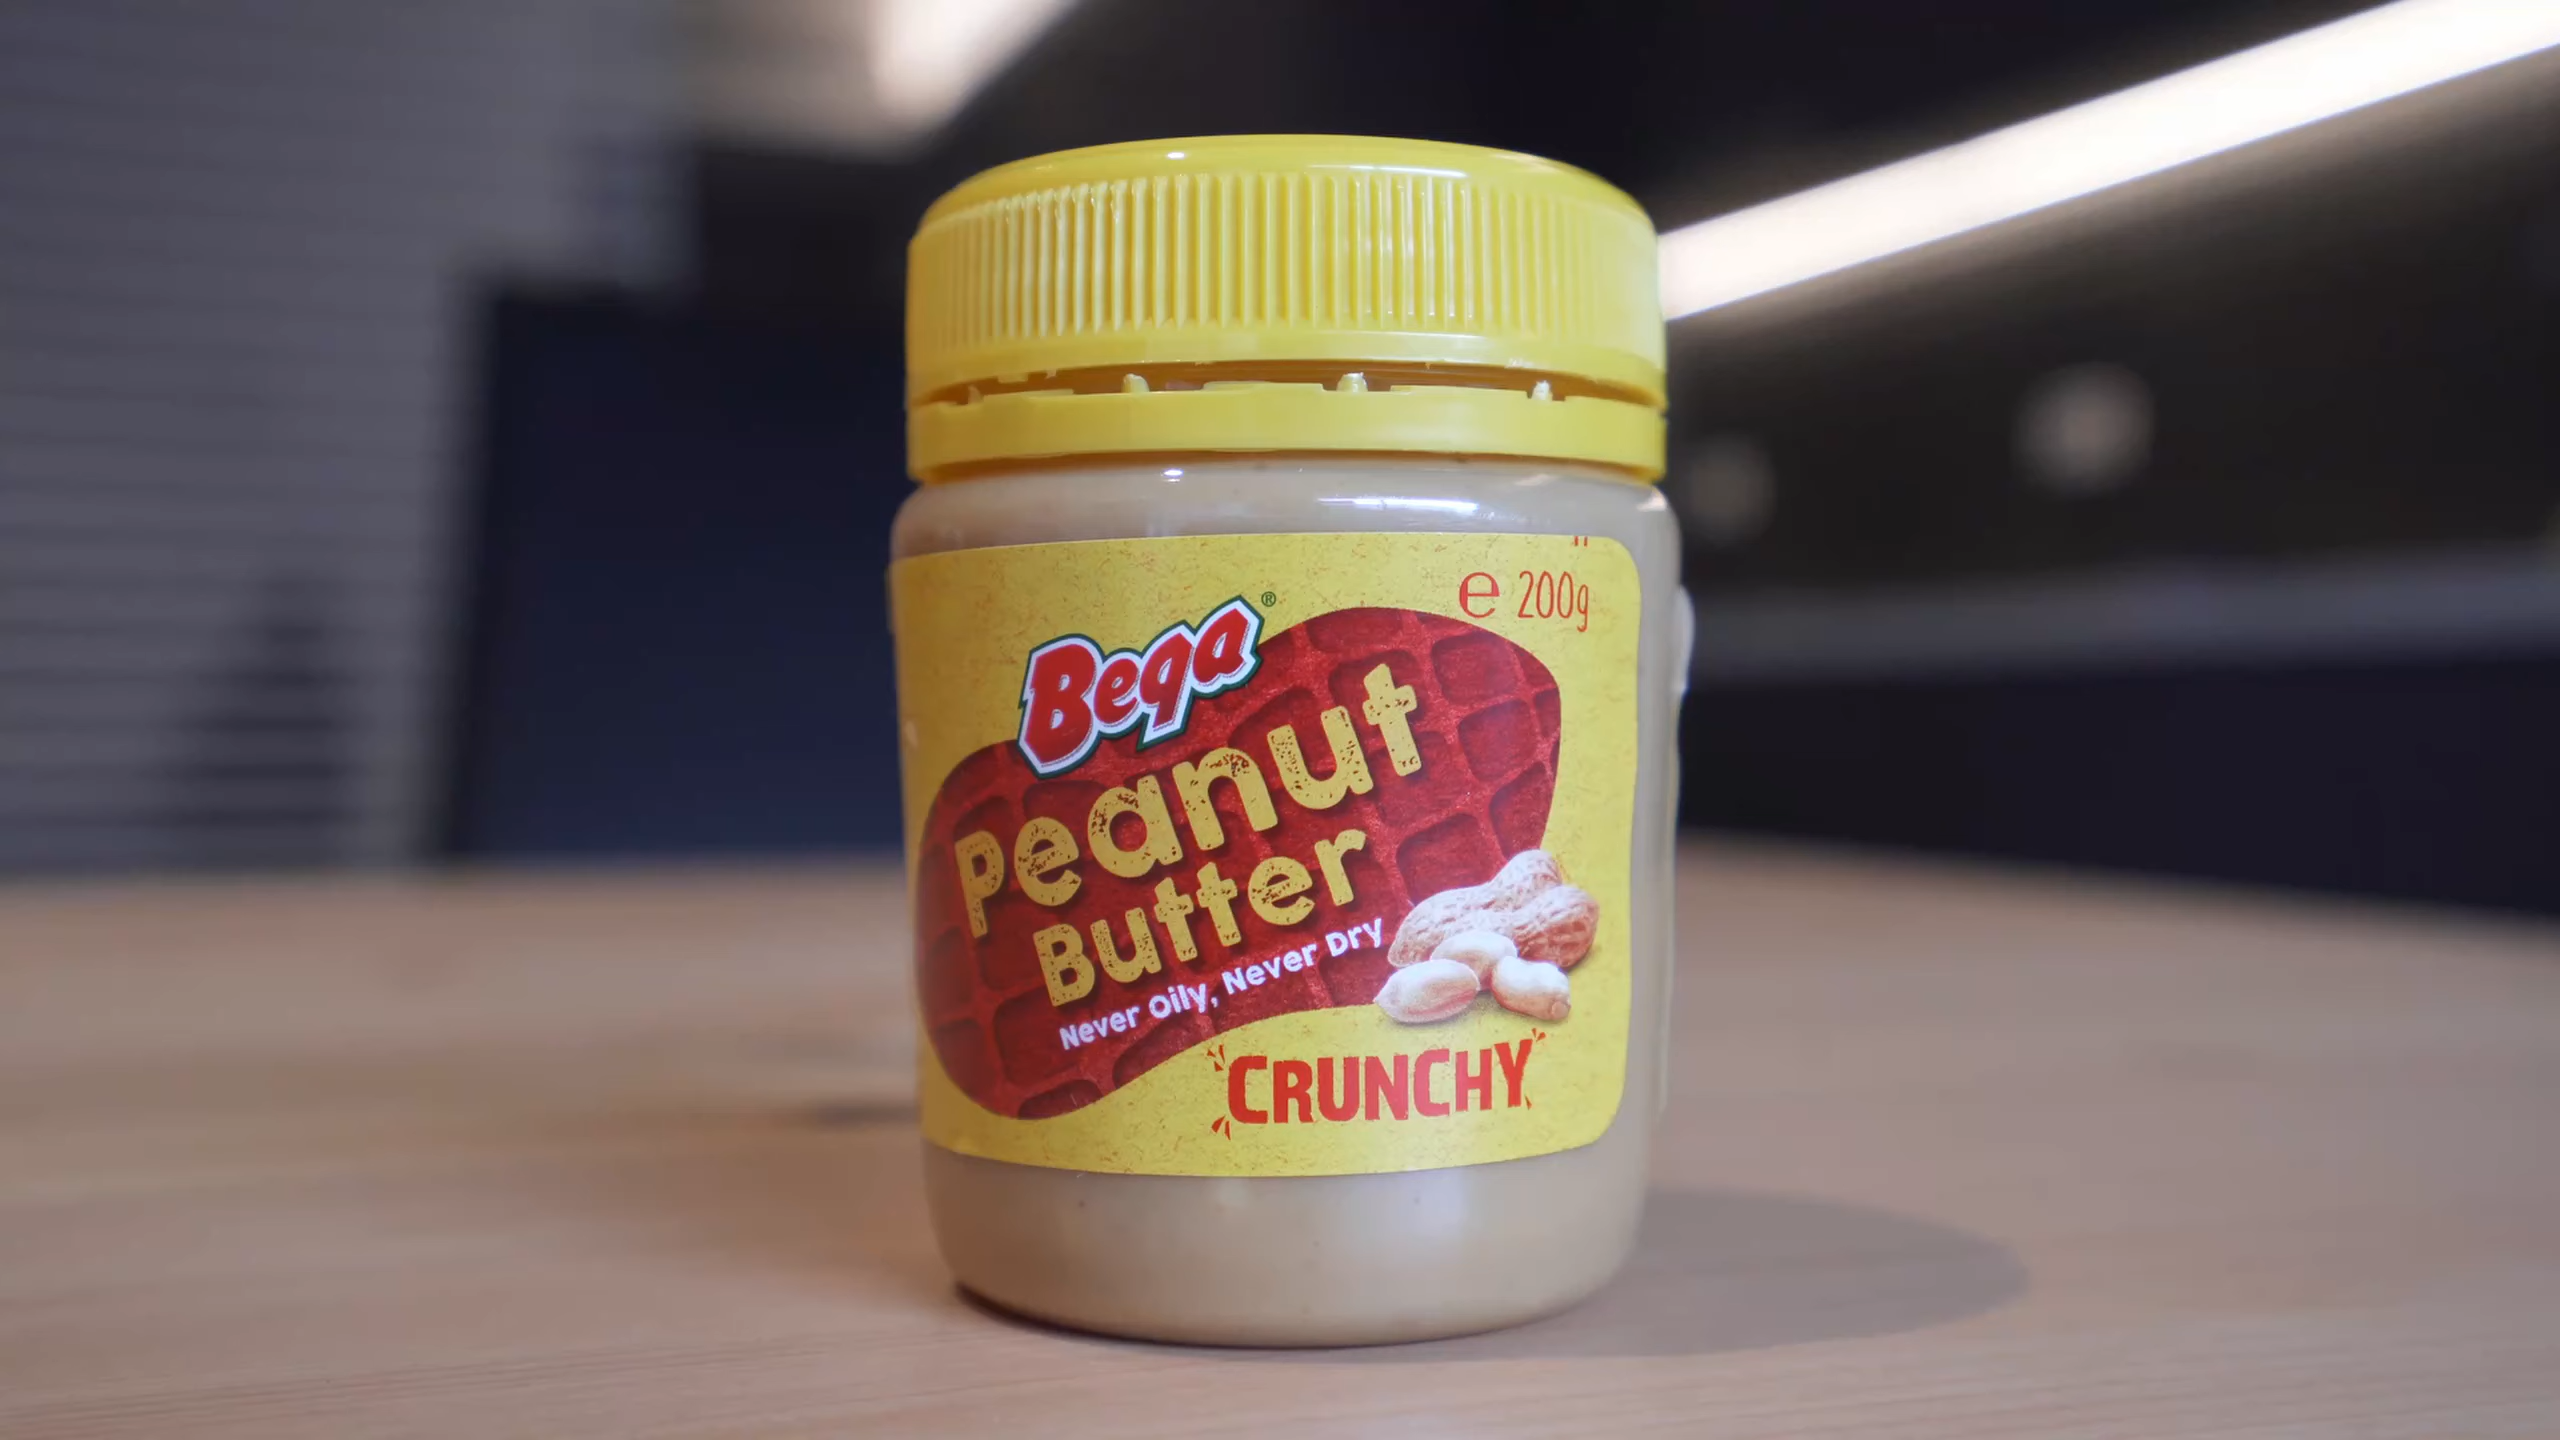 e 200g
Bega®
Peanut
Butter
Never Oily, Never Dry
CRUNCHY